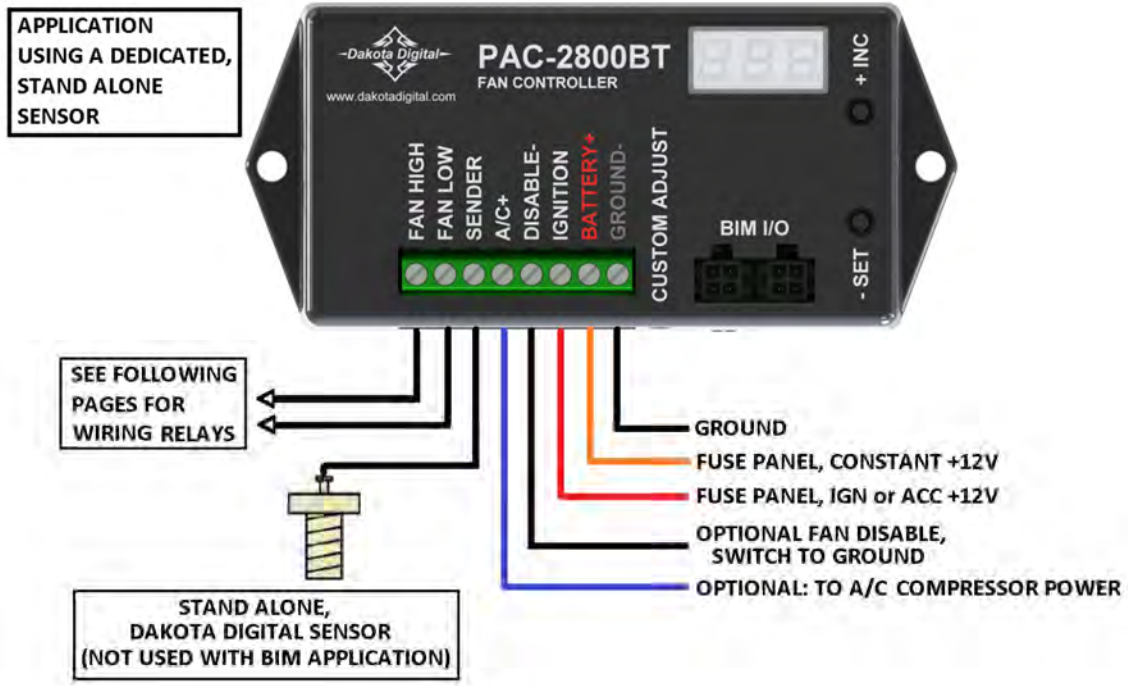 APPLICATION
USING A DEDICATED,
STAND ALONE
SENSOR
Dakota Digital
www.dakotadigital.com
PAC-2800BT
FAN CONTROLLER
+ INC
- SET
FAN HIGH
FAN LOW
SENDER
A/C+
DISABLE-
IGNITION
BATTERY+
GROUND-
CUSTOM ADJUST
BIM I/O
SEE FOLLOWING
PAGES FOR
WIRING RELAYS
GROUND
FUSE PANEL, CONSTANT +12V
FUSE PANEL, IGN or ACC +12V
OPTIONAL FAN DISABLE,
SWITCH TO GROUND
OPTIONAL: TO A/C COMPRESSOR POWER
STAND ALONE,
DAKOTA DIGITAL SENSOR
(NOT USED WITH BIM APPLICATION)